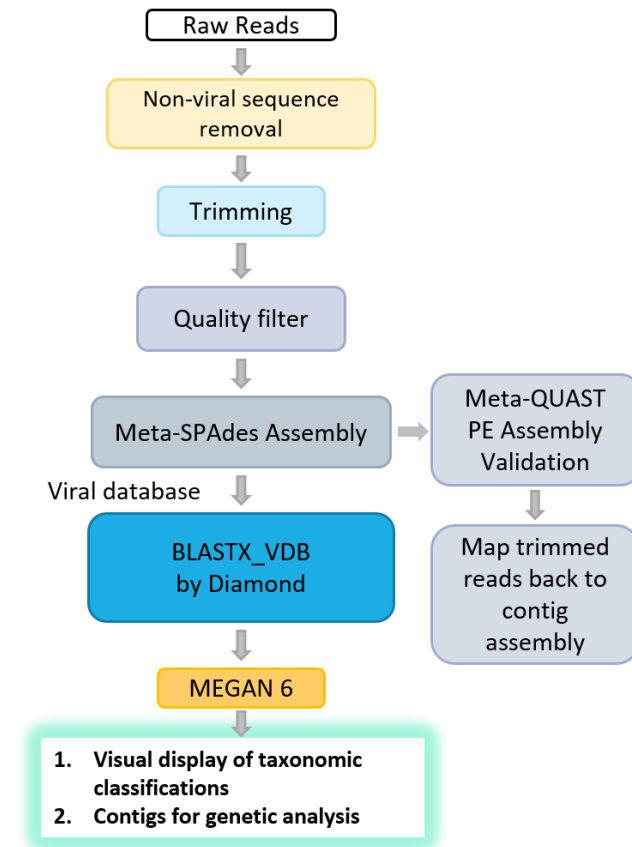 Raw Reads
Non-viral sequence
removal
Trimming
Quality filter
Meta-SPAdes Assembly
Meta-QUAST
PE Assembly
Validation
Viral database
BLASTX_VDB
by Diamond
Map trimmed
reads back to
contig
assembly
MEGAN 6
1. Visual display of taxonomic
classifications
2. Contigs for genetic analysis